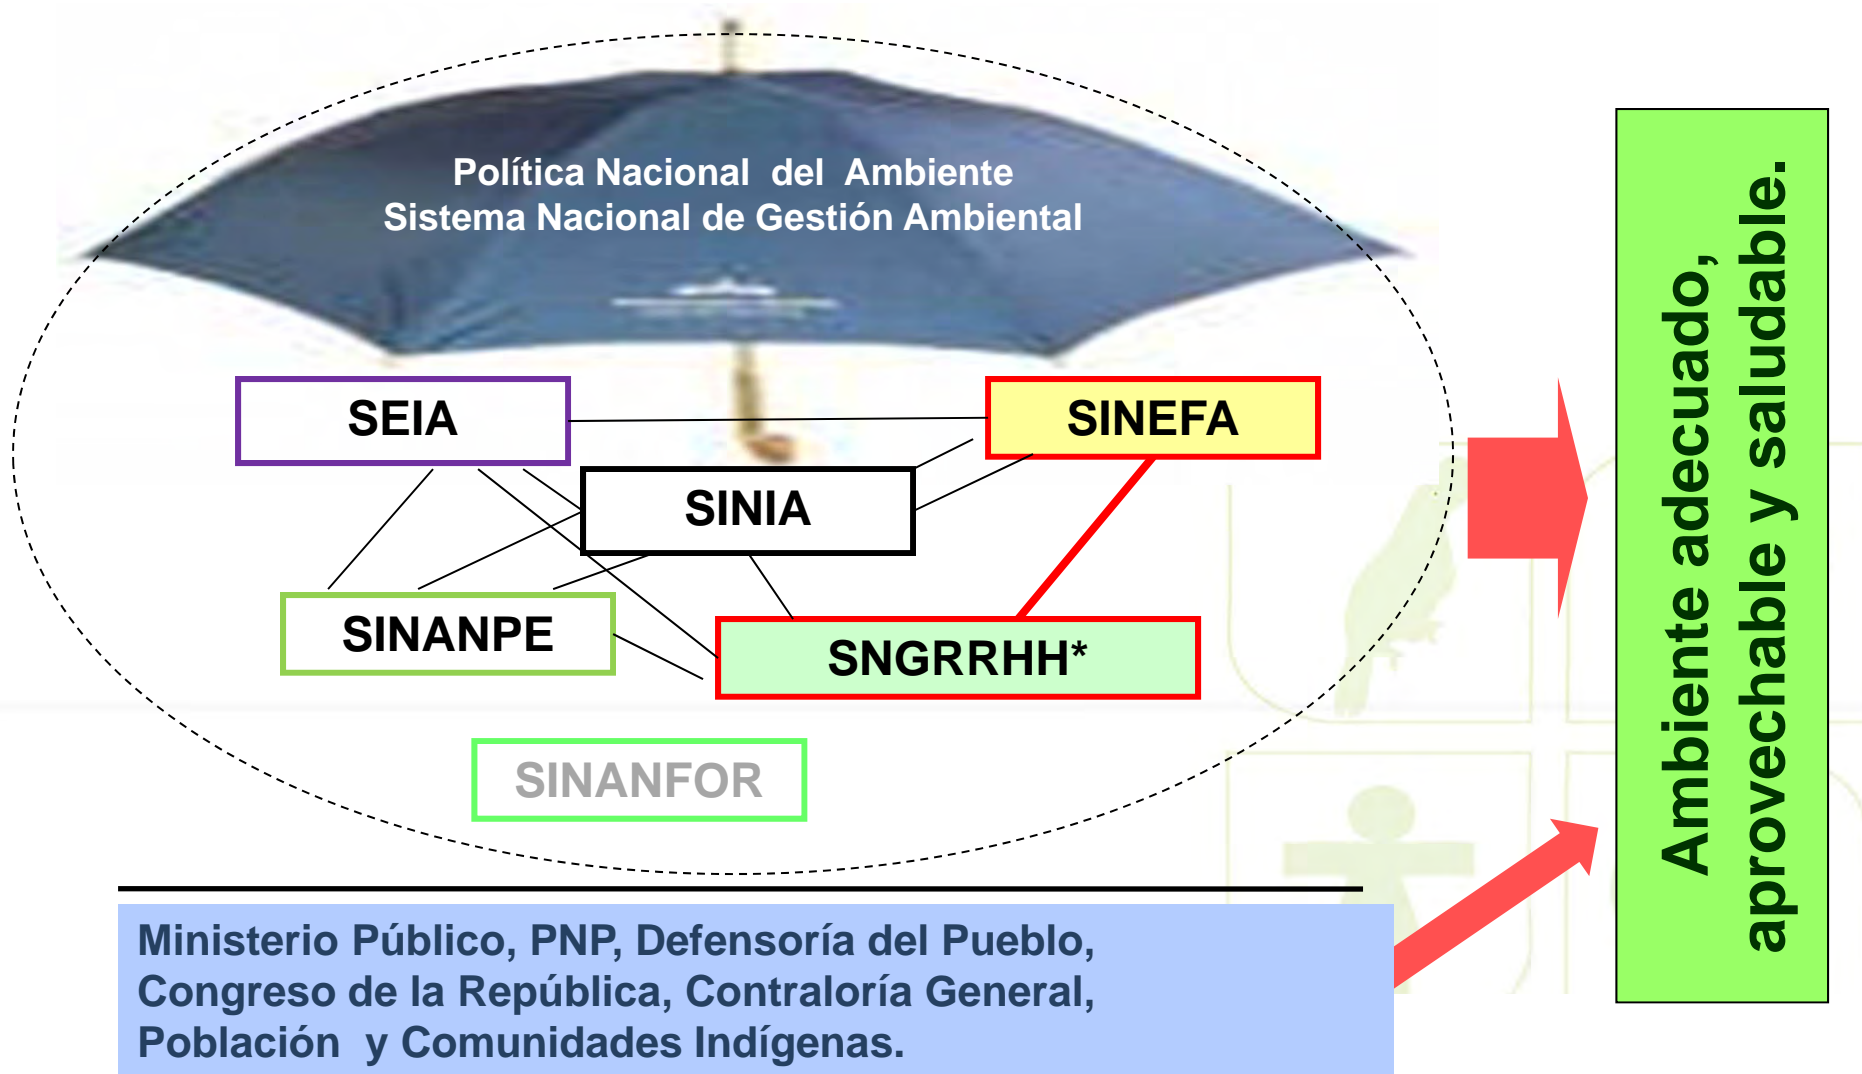 Política Nacional del Ambiente
Sistema Nacional de Gestión Ambiental
SEIA
SINEFA
SINIA
SINANPE
SNGRRHH*
SINANFOR
Ministerio Público, PNP, Defensoría del Pueblo,
Congreso de la República, Contraloría General,
Población y Comunidades Indígenas.
Ambiente adecuado,
aprovechable y saludable.